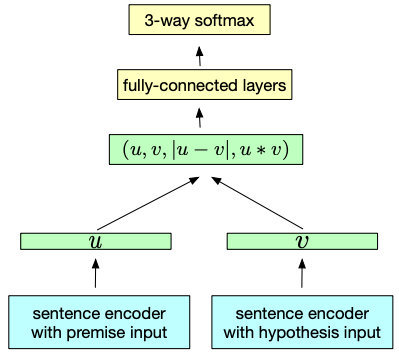 3-way softmax
fully-connected layers
(u, v, |u − v|, u ∗ v)
u
v
sentence encoder
with premise input
sentence encoder
with hypothesis input